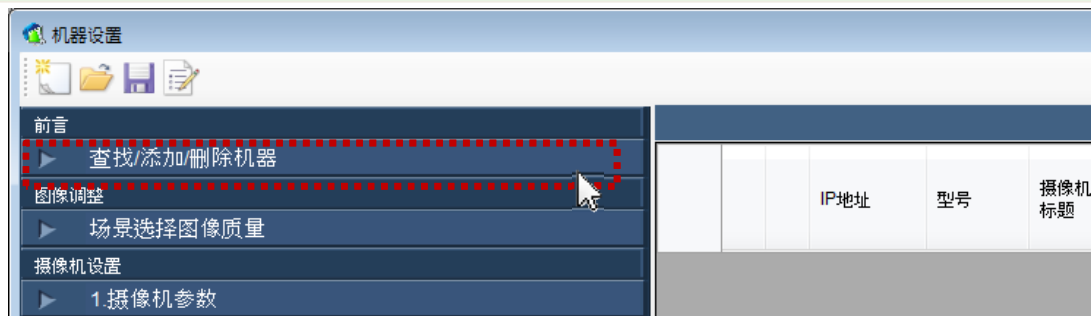 机器设置
前言
查找/添加/删除机器
图像调整
场景选择图像质量
摄像机设置
1.摄像机参数
IP地址
型号
摄像机
标题